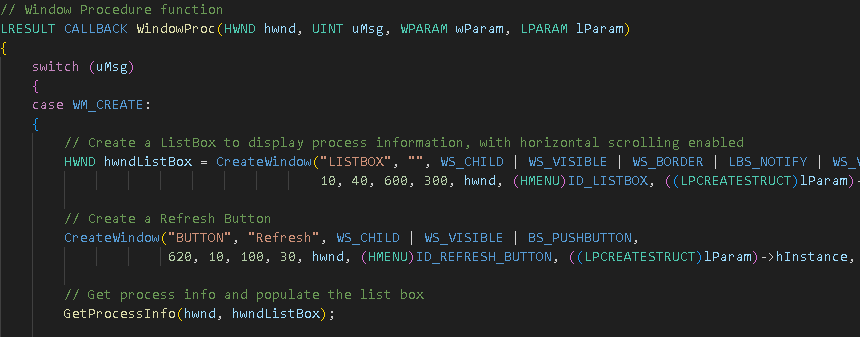 // Window Procedure function
LRESULT CALLBACK WindowProc(HWND hwnd, UINT uMsg, WPARAM wParam, LPARAM lParam)
{
switch (uMsg)
{
case WM_CREATE:
{
// Create a ListBox to display process information, with horizontal scrolling enabled
HWND hwndListBox = CreateWindow("LISTBOX", "", WS_CHILD | WS_VISIBLE | WS_BORDER | LBS_NOTIFY | WS_V
10, 40, 600, 300, hwnd, (HMENU)ID_LISTBOX, ((LPCREATESTRUCT)lParam)-
// Create a Refresh Button
CreateWindow("BUTTON", "Refresh", WS_CHILD | WS_VISIBLE | BS_PUSHBUTTON,
620, 10, 100, 30, hwnd, (HMENU)ID_REFRESH_BUTTON, ((LPCREATESTRUCT)lParam)->hInstance,
// Get process info and populate the list box
GetProcessInfo(hwnd, hwndListBox);